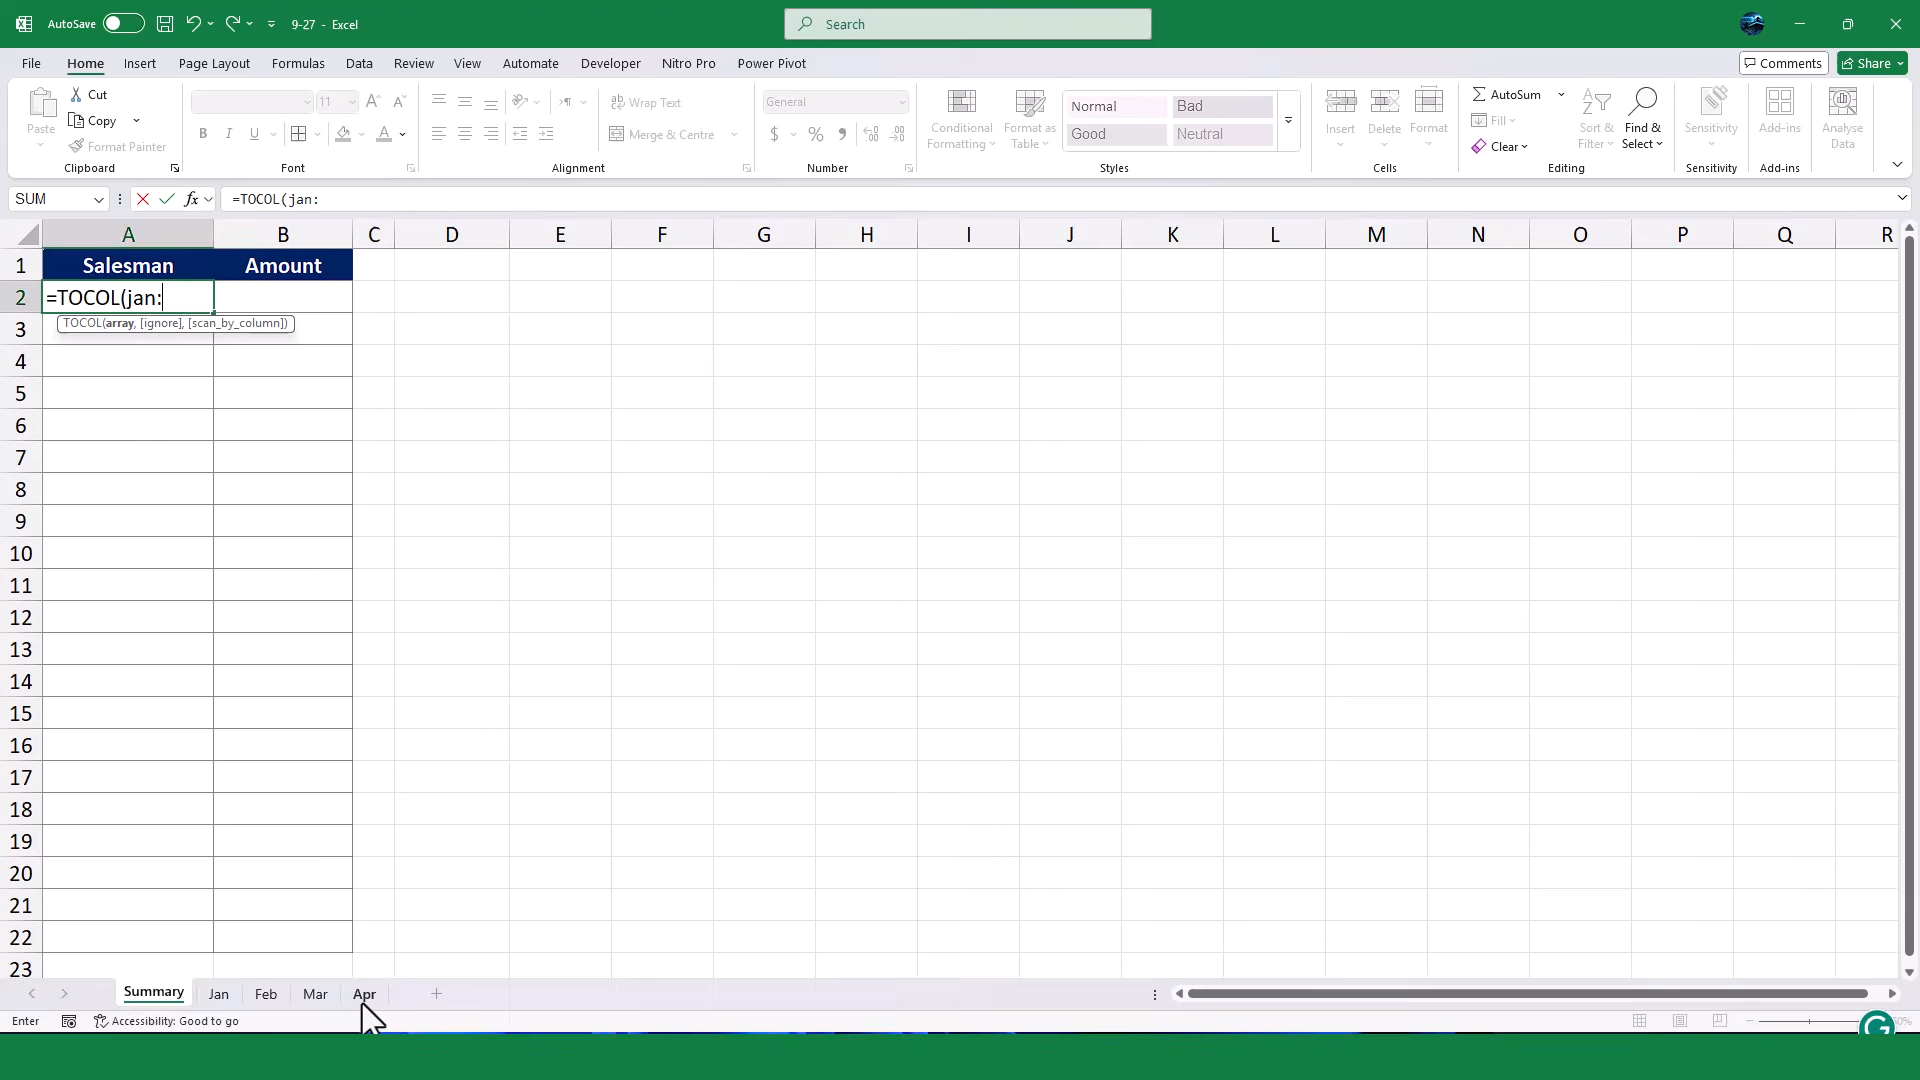 AutoSave
9-27 - Excel
Search
File Home Insert Page Layout Formulas Data Review View Automate Developer Nitro Pro Power Pivot
Comments Share
Paste
Cut
Copy
Format Painter
Clipboard
11
B I U
Font
Wrap Text
Merge & Centre
Alignment
General
$ %
Number
Conditional Formatting
Format as Table
Normal Bad
Good Neutral
Styles
Insert Delete Format
Cells
AutoSum
Fill
Clear
Sort & Filter
Find & Select
Editing
Sensitivity
Sensitivity
Add-ins
Add-ins
Analyse Data
SUM
fx
=TOCOL(jan:
A B C D E F G H I J K L M N O P Q R
1 Salesman Amount
2 =TOCOL(jan:
TOCOL(array, [ignore], [scan_by_column])
3
4
5
6
7
8
9
10
11
12
13
14
15
16
17
18
19
20
21
22
23
Summary Jan Feb Mar Apr
Enter
Accessibility: Good to go